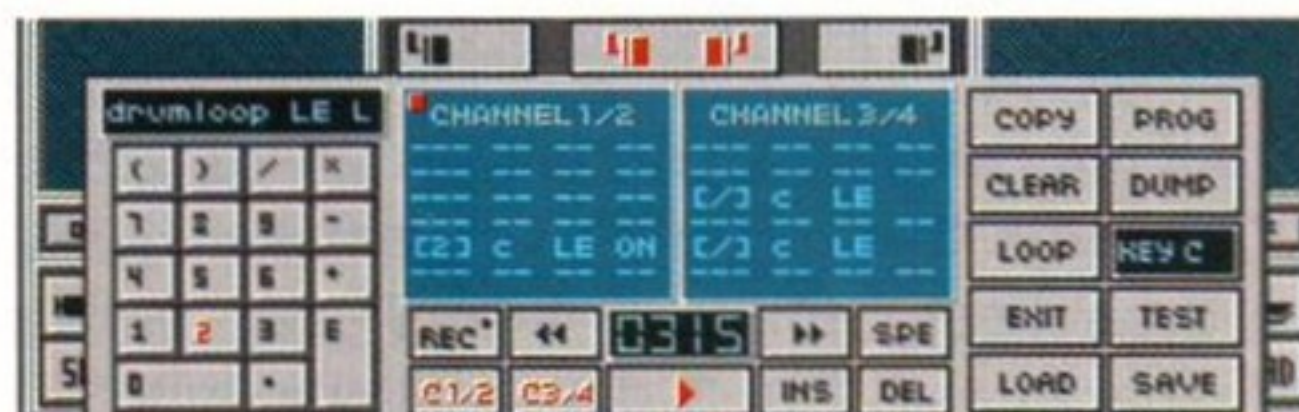 drumloop LE L
( ) / *
7 8 9 -
4 5 6 +
1 2 3 E
0 .
CHANNEL 1/2
--- -- -- --
--- -- -- --
--- -- -- --
--- -- -- --
[2] c LE ON
--- -- -- --
CHANNEL 3/4
--- -- -- --
--- -- -- --
[/] c LE
--- -- -- --
[/] c LE
--- -- -- --
REC ◄◄ 03:15 ►► SPE
C1/2 C3/4 ► INS DEL
COPY PROG
CLEAR DUMP
LOOP KEY C
EXIT TEST
LOAD SAVE